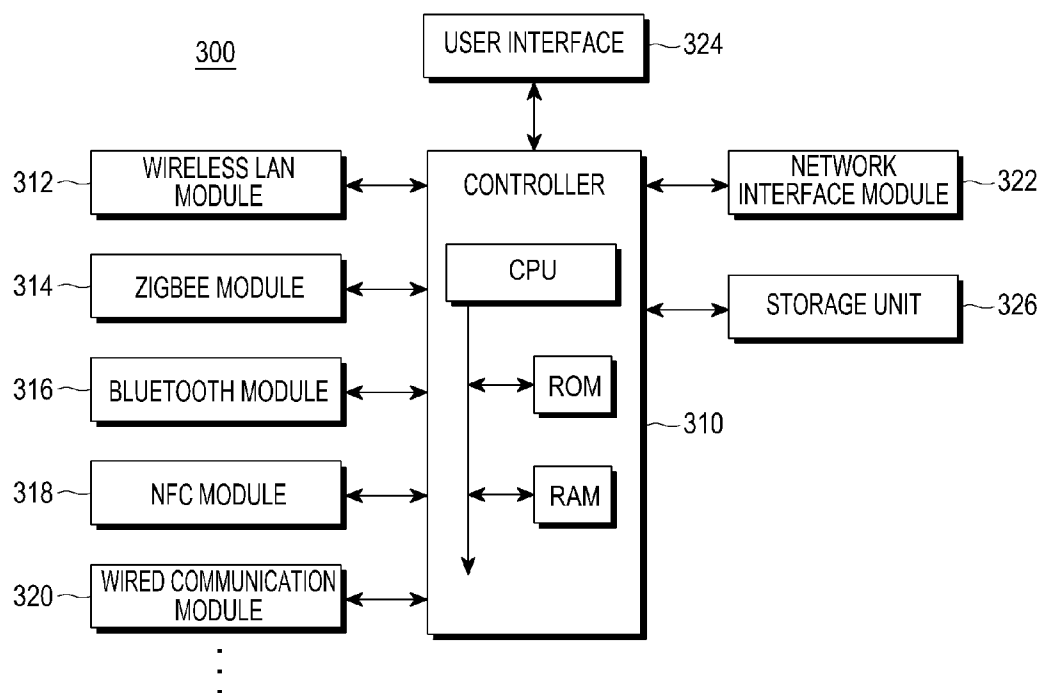 300
USER INTERFACE
324
312
WIRELESS LAN
MODULE
CONTROLLER
NETWORK
INTERFACE MODULE
322
314
ZIGBEE MODULE
CPU
STORAGE UNIT
326
316
BLUETOOTH MODULE
ROM
310
318
NFC MODULE
RAM
320
WIRED COMMUNICATION
MODULE